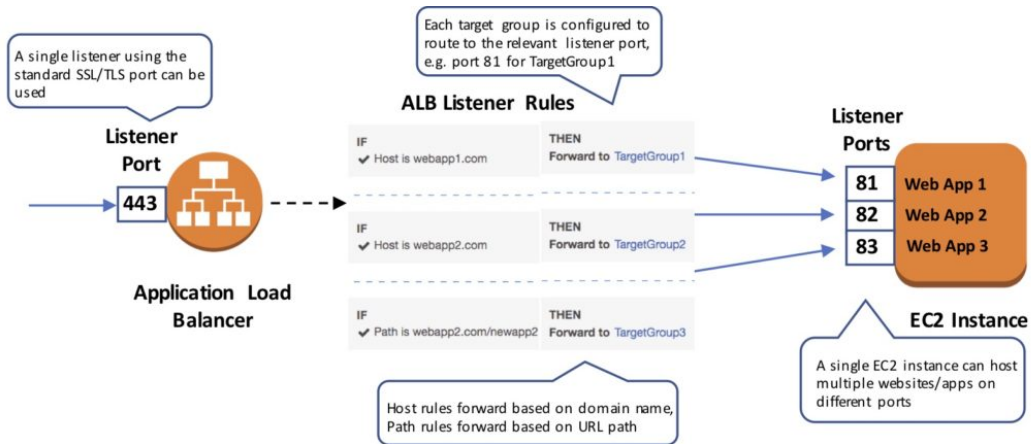 A single listener using the
standard SSL/TLS port can be
used
Each target group is configured to
route to the relevant listener port,
e.g. port 81 for TargetGroup1
ALB Listener Rules
Listener
Port
443
Application Load
Balancer
IF
✔ Host is webapp1.com
THEN
Forward to TargetGroup1
IF
✔ Host is webapp2.com
THEN
Forward to TargetGroup2
IF
✔ Path is webapp2.com/newapp2
THEN
Forward to TargetGroup3
Host rules forward based on domain name,
Path rules forward based on URL path
Listener
Ports
81 Web App 1
82 Web App 2
83 Web App 3
EC2 Instance
A single EC2 instance can host
multiple websites/apps on
different ports